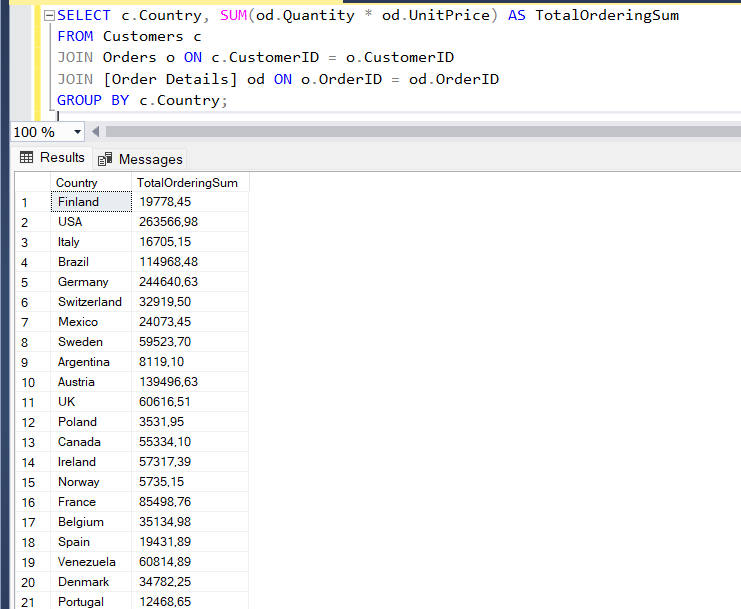 SELECT c.Country, SUM(od.Quantity * od.UnitPrice) AS TotalOrderingSum
FROM Customers c
JOIN Orders o ON c.CustomerID = o.CustomerID
JOIN [Order Details] od ON o.OrderID = od.OrderID
GROUP BY c.Country;
100 %
Results Messages
Country TotalOrderingSum
1 Finland 19778,45
2 USA 263566,98
3 Italy 16705,15
4 Brazil 114968,48
5 Germany 244640,63
6 Switzerland 32919,50
7 Mexico 24073,45
8 Sweden 59523,70
9 Argentina 8119,10
10 Austria 139496,63
11 UK 60616,51
12 Poland 3531,95
13 Canada 55334,10
14 Ireland 57317,39
15 Norway 5735,15
16 France 85498,76
17 Belgium 35134,98
18 Spain 19431,89
19 Venezuela 60814,89
20 Denmark 34782,25
21 Portugal 12468,65